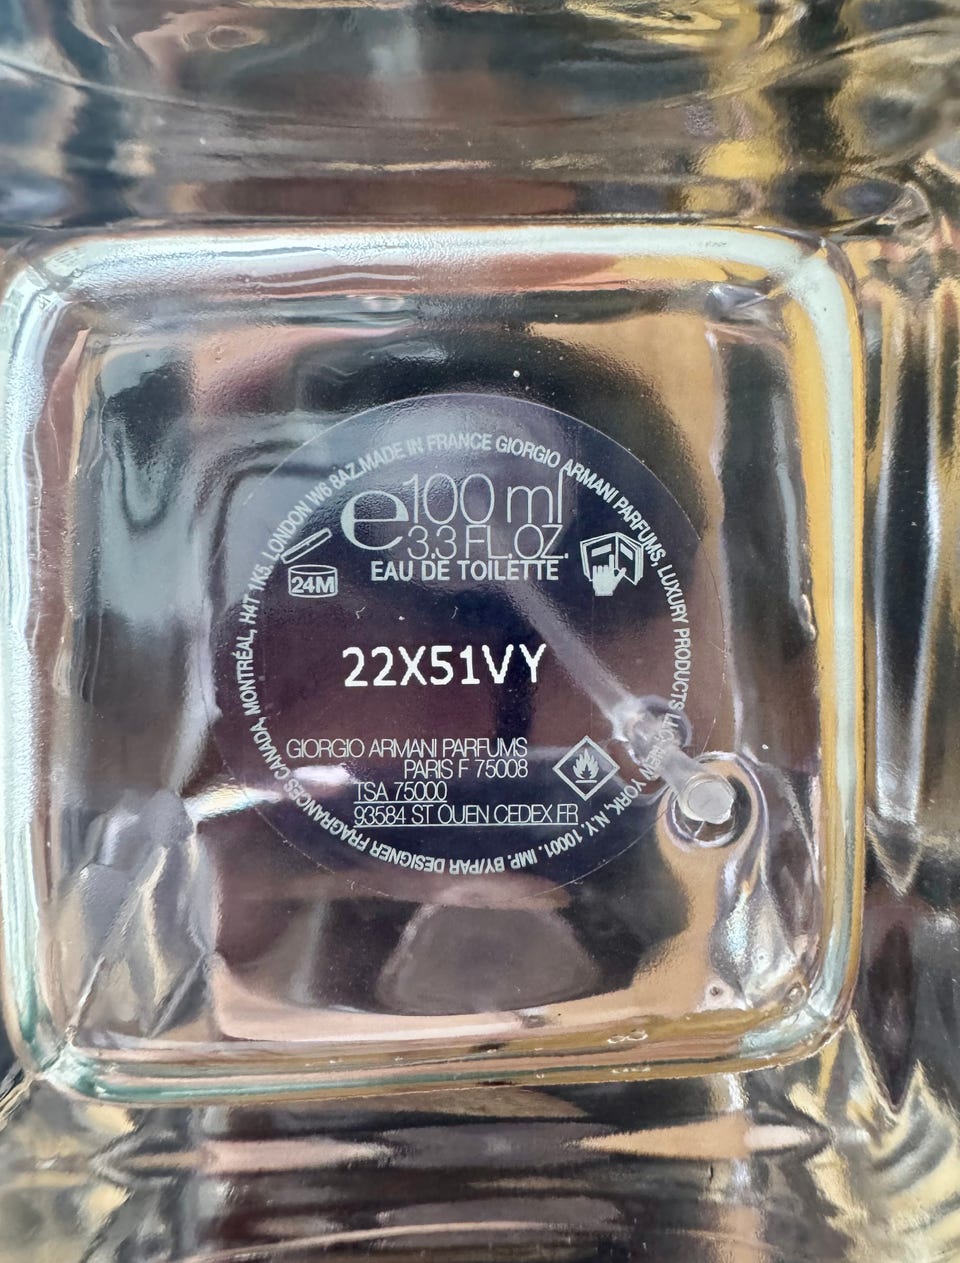 e100 ml
3.3 FL.OZ.
EAU DE TOILETTE
24M
22X51VY
GIORGIO ARMANI PARFUMS
PARIS F 75008
TSA 75000
93584 ST OUEN CEDEX FR
MADE IN FRANCE GIORGIO ARMANI PARFUMS, LUXURY PRODUCTS YORK, N.Y. 10001. IMP. BY/PAR DESIGNER FRAGRANCES CANADA, MONTRÉAL, H4T 1K5. LONDON W6 8AZ.